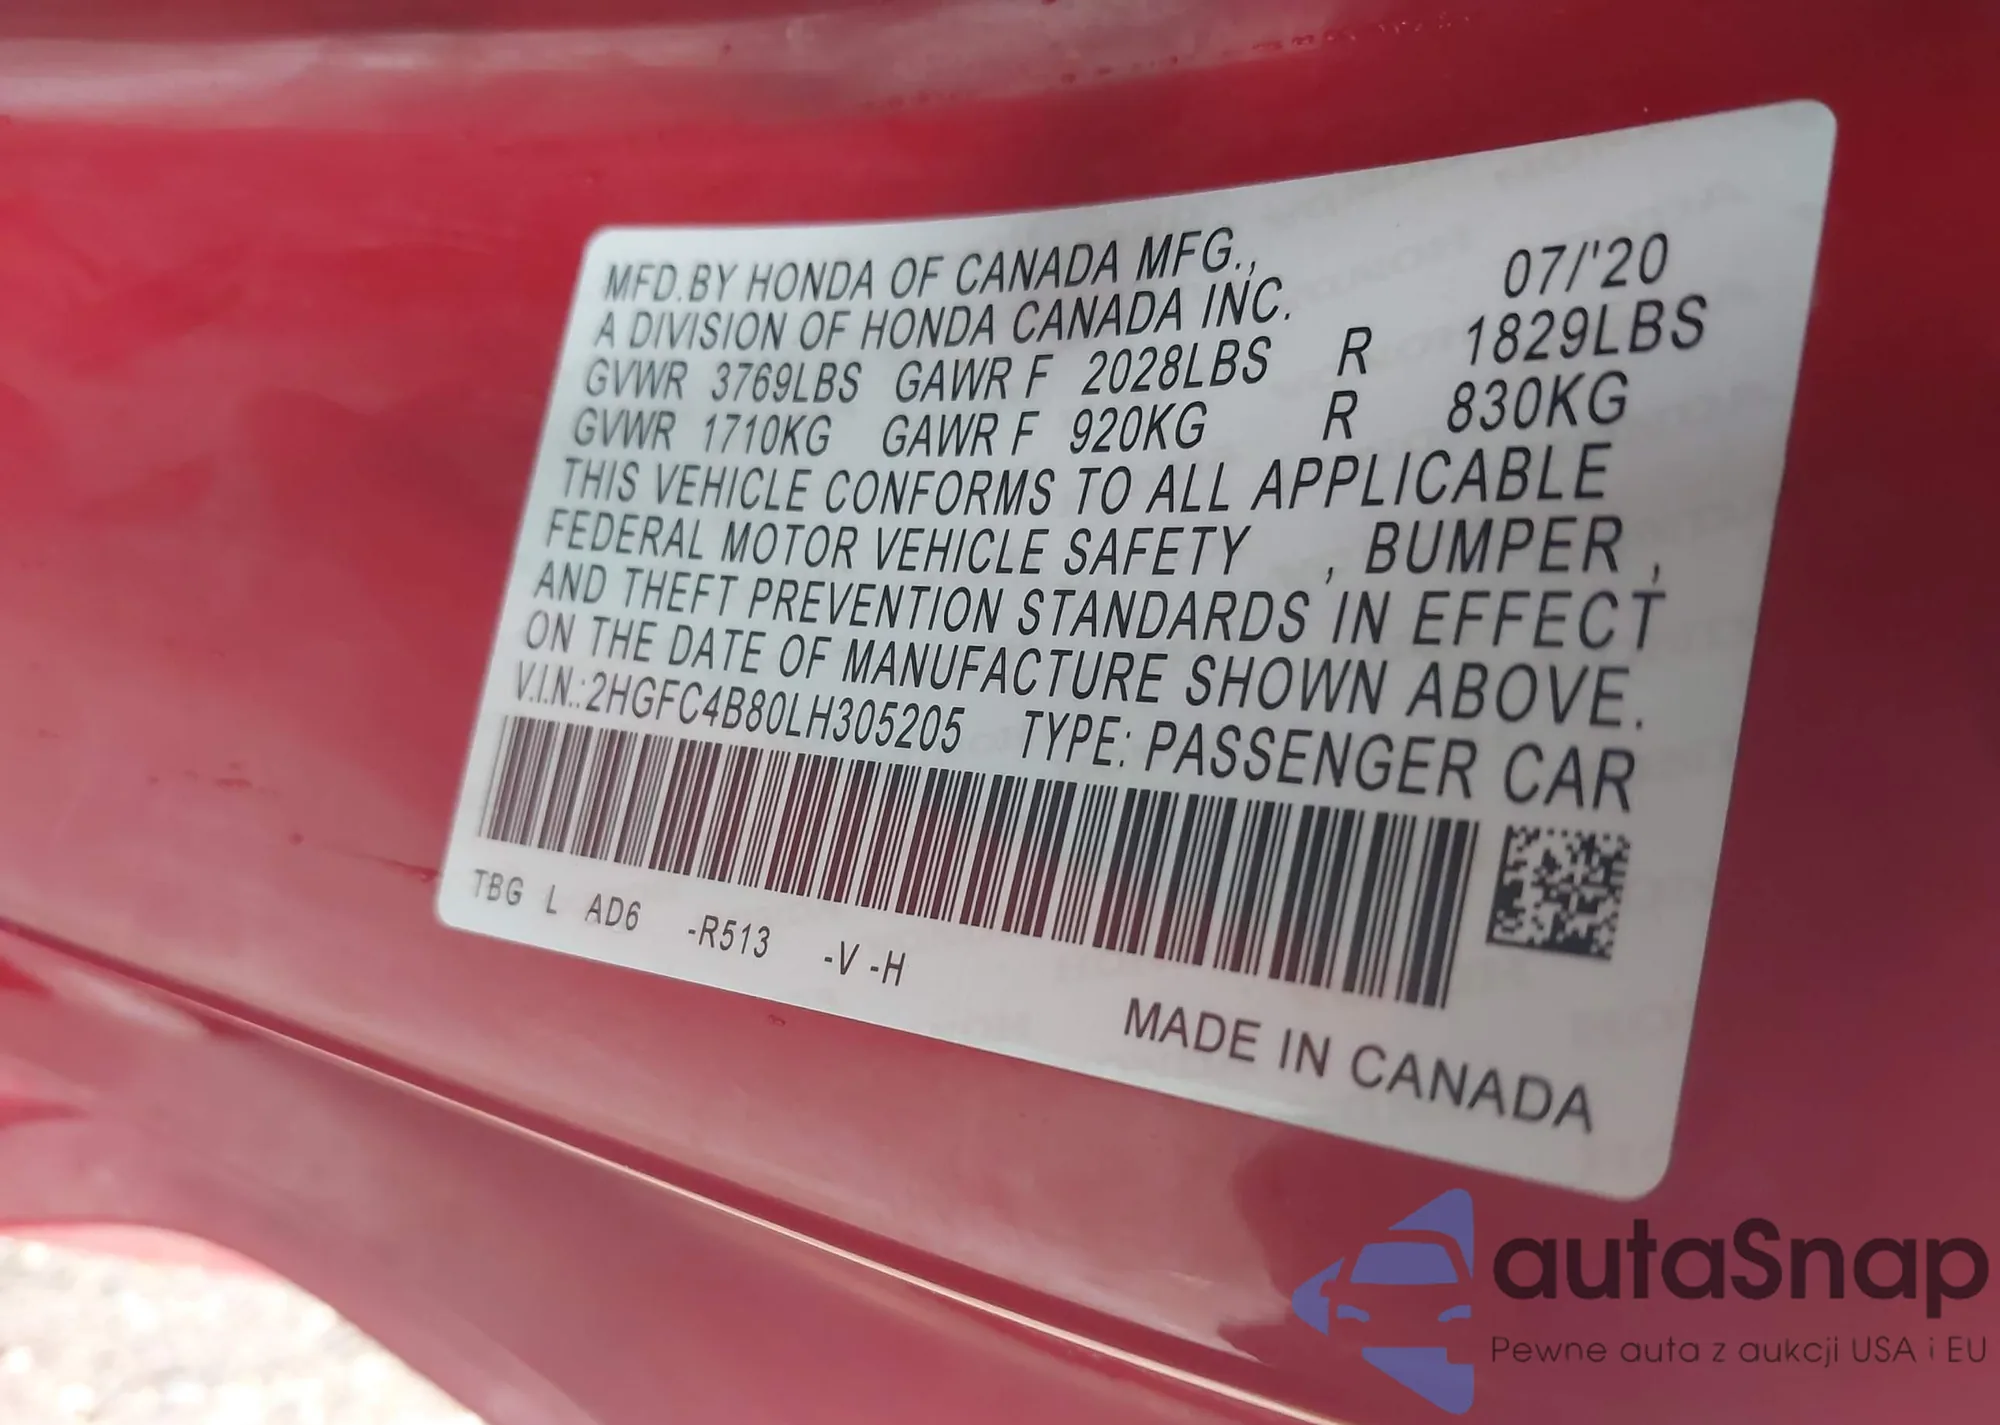 MFD.BY HONDA OF CANADA MFG., 07/'20
A DIVISION OF HONDA CANADA INC.
GVWR 3769LBS GAWR F 2028LBS R 1829LBS
GVWR 1710KG GAWR F 920KG R 830KG
THIS VEHICLE CONFORMS TO ALL APPLICABLE
FEDERAL MOTOR VEHICLE SAFETY , BUMPER ,
AND THEFT PREVENTION STANDARDS IN EFFECT
ON THE DATE OF MANUFACTURE SHOWN ABOVE.
V.I.N.:2HGFC4B80LH305205 TYPE: PASSENGER CAR
TBG L AD6 -R513 -V -H
MADE IN CANADA
autaSnap
Pewne auta z aukcji USA i EU